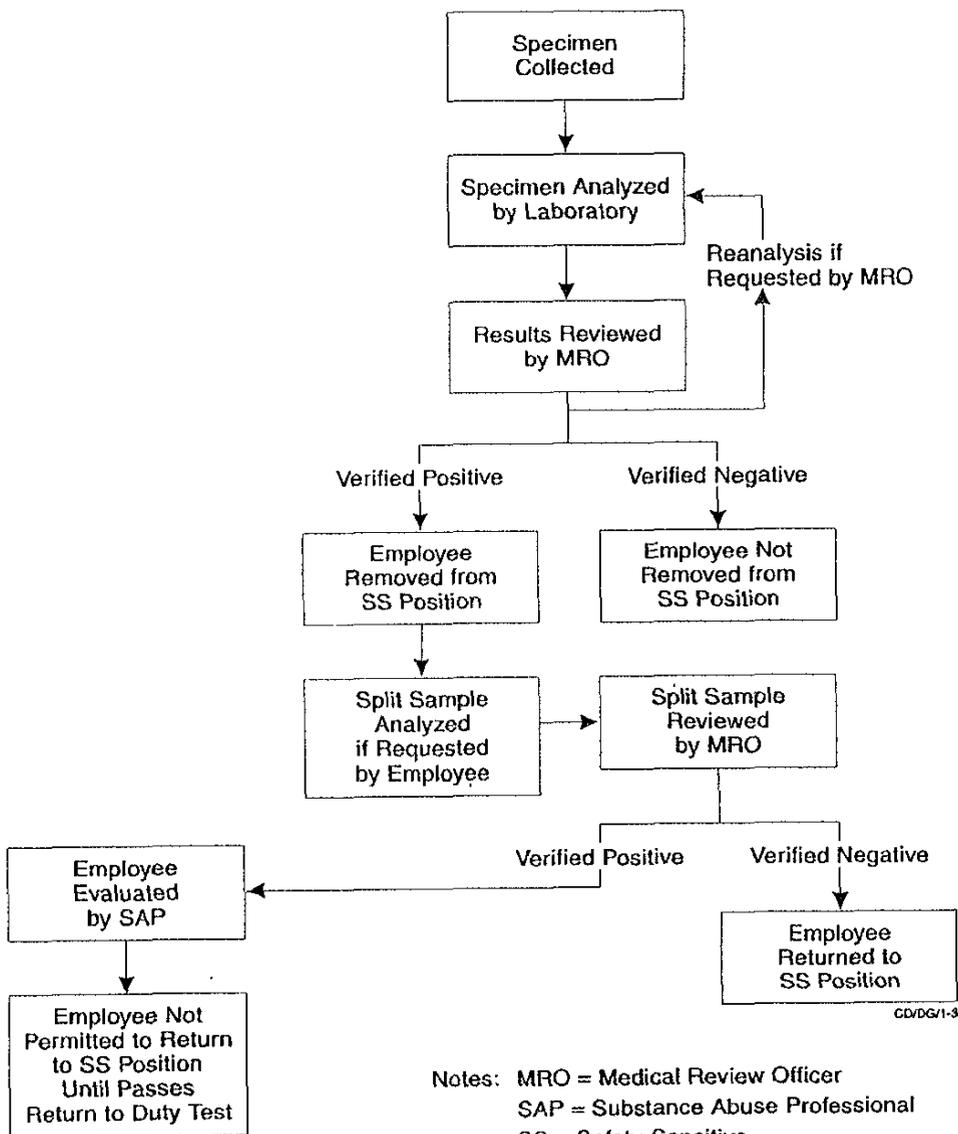 Specimen
Collected
Specimen Analyzed
by Laboratory
Reanalysis if
Requested by MRO
Results Reviewed
by MRO
Verified Positive
Verified Negative
Employee
Removed from
SS Position
Employee Not
Removed from
SS Position
Split Sample
Analyzed
if Requested
by Employee
Split Sample
Reviewed
by MRO
Verified Positive
Verified Negative
Employee
Evaluated
by SAP
Employee
Returned to
SS Position
CD/DG/1-3
Employee Not
Permitted to Return
to SS Position
Until Passes
Return to Duty Test
Notes: MRO = Medical Review Officer
SAP = Substance Abuse Professional
SS = Safety Sensitive